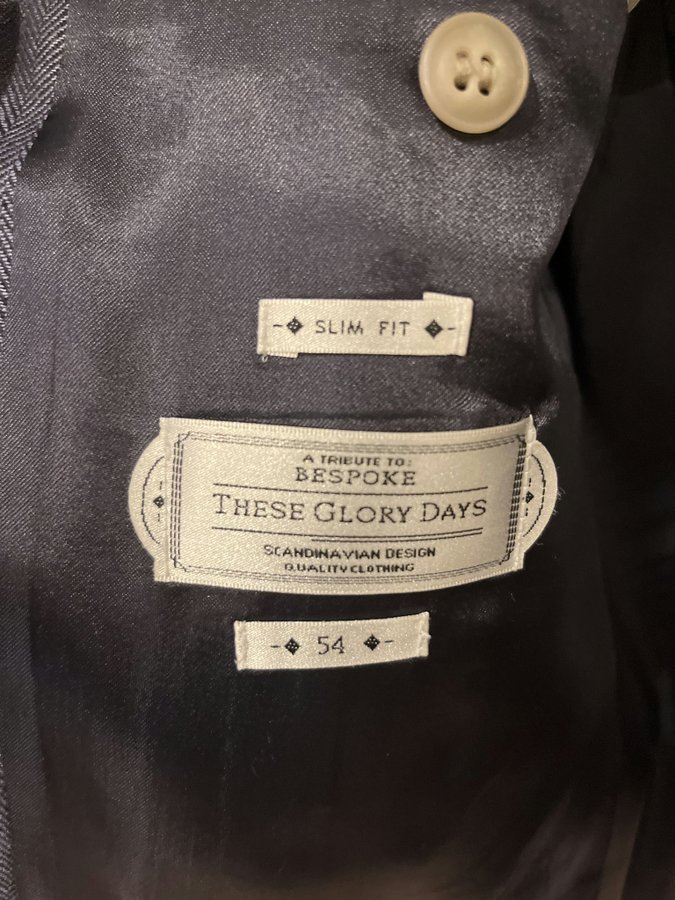 SLIM FIT
A TRIBUTE TO:
BESPOKE
THESE GLORY DAYS
SCANDINAVIAN DESIGN
QUALITY CLOTHING
54